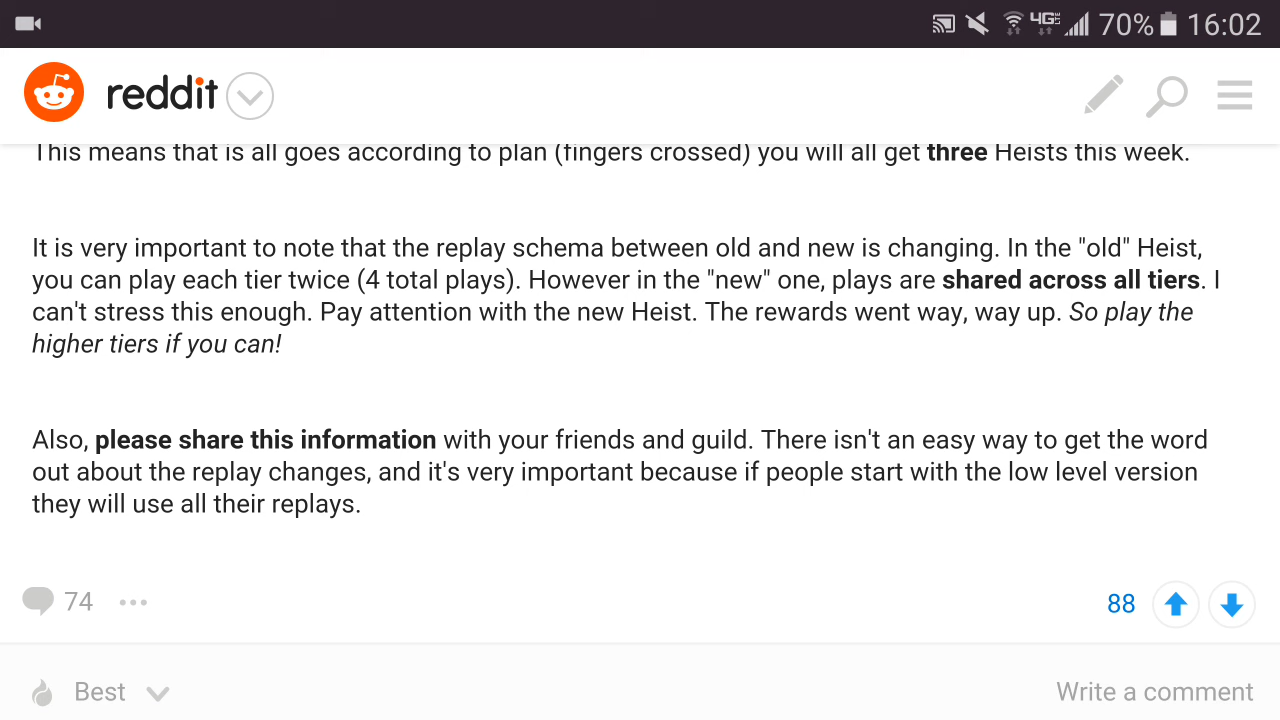 4G LTE 70% 16:02
reddit
This means that is all goes according to plan (fingers crossed) you will all get three Heists this week.
It is very important to note that the replay schema between old and new is changing. In the "old" Heist,
you can play each tier twice (4 total plays). However in the "new" one, plays are shared across all tiers. I
can't stress this enough. Pay attention with the new Heist. The rewards went way, way up. So play the
higher tiers if you can!
Also, please share this information with your friends and guild. There isn't an easy way to get the word
out about the replay changes, and it's very important because if people start with the low level version
they will use all their replays.
74 88
Best Write a comment